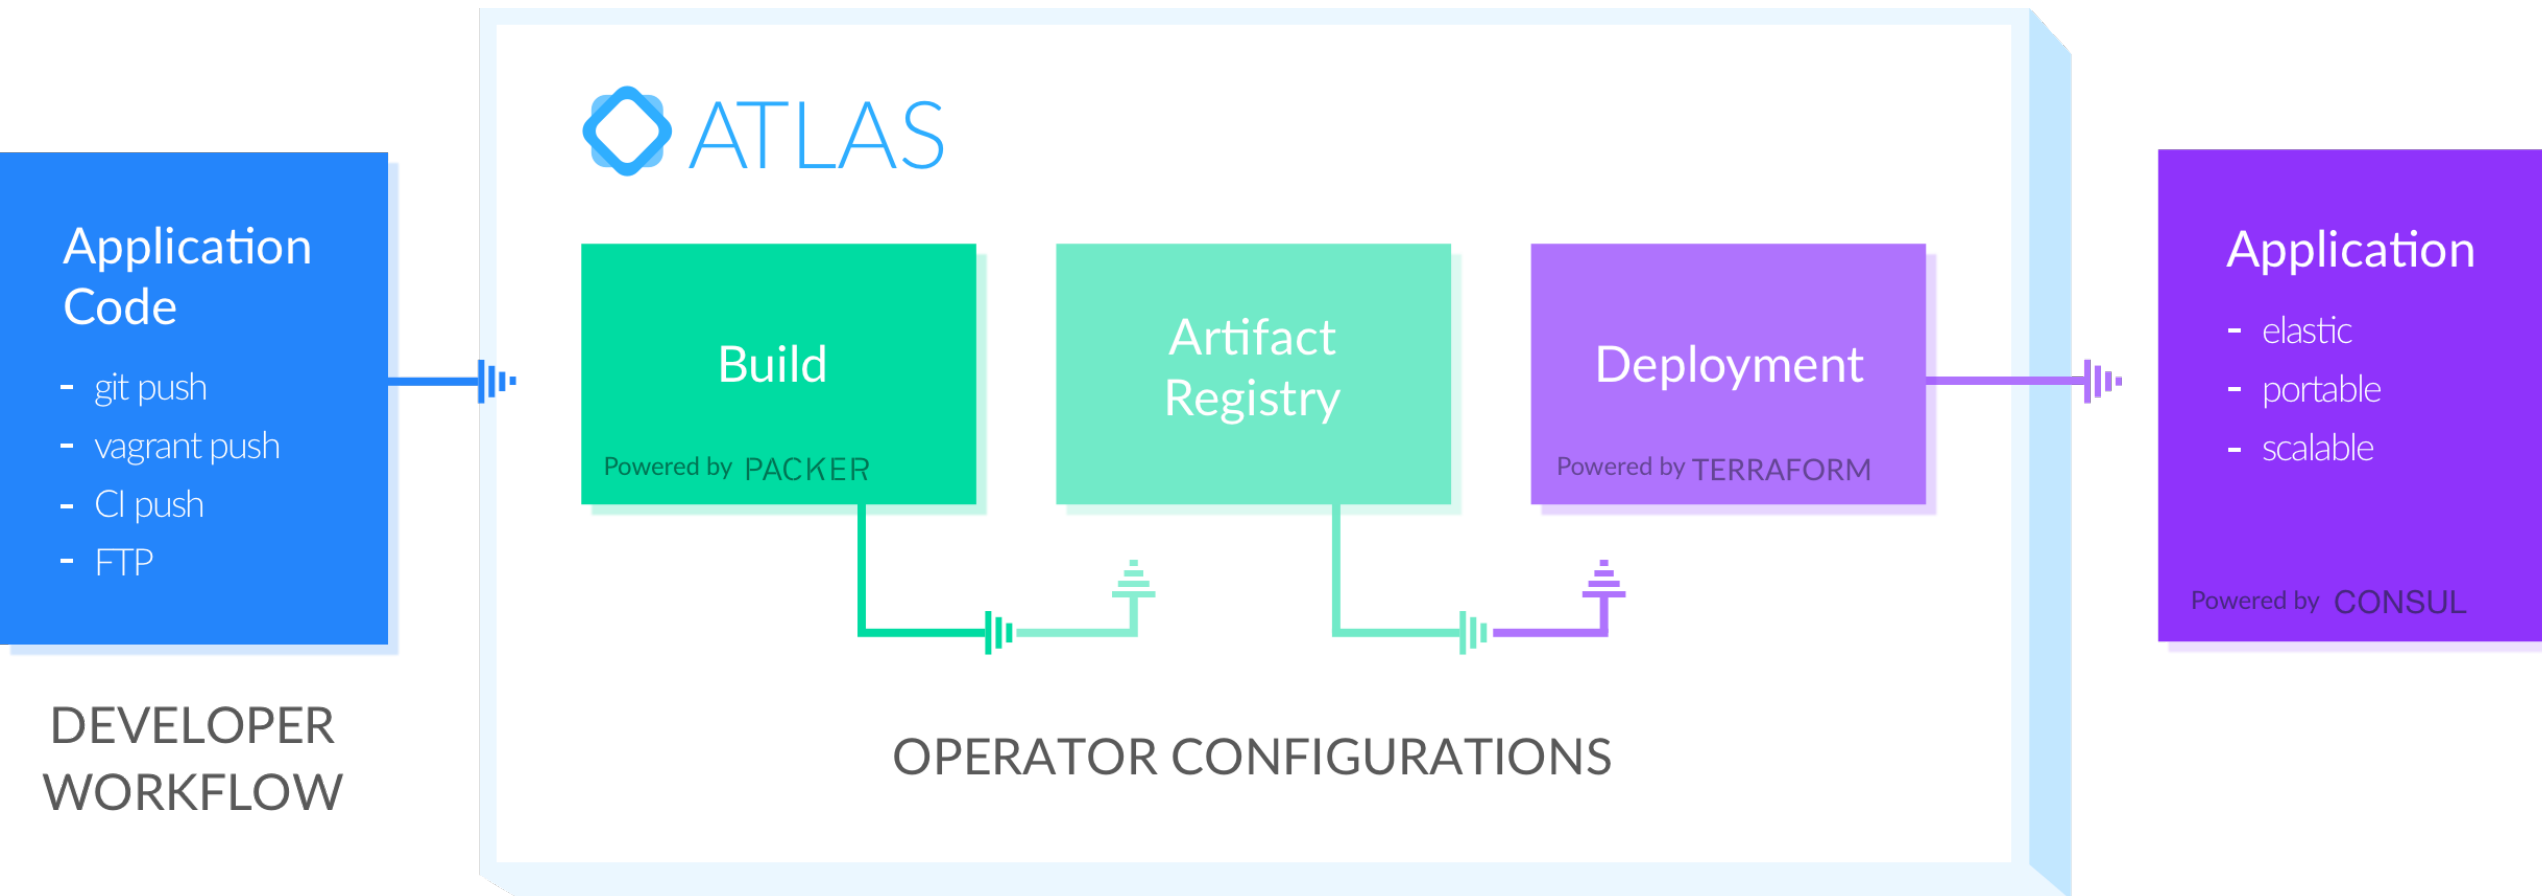 ATLAS
Application
Code
- git push
- vagrant push
- CI push
- FTP
DEVELOPER
WORKFLOW
Build
Powered by PACKER
Artifact
Registry
Deployment
Powered by TERRAFORM
OPERATOR CONFIGURATIONS
Application
- elastic
- portable
- scalable
Powered by CONSUL